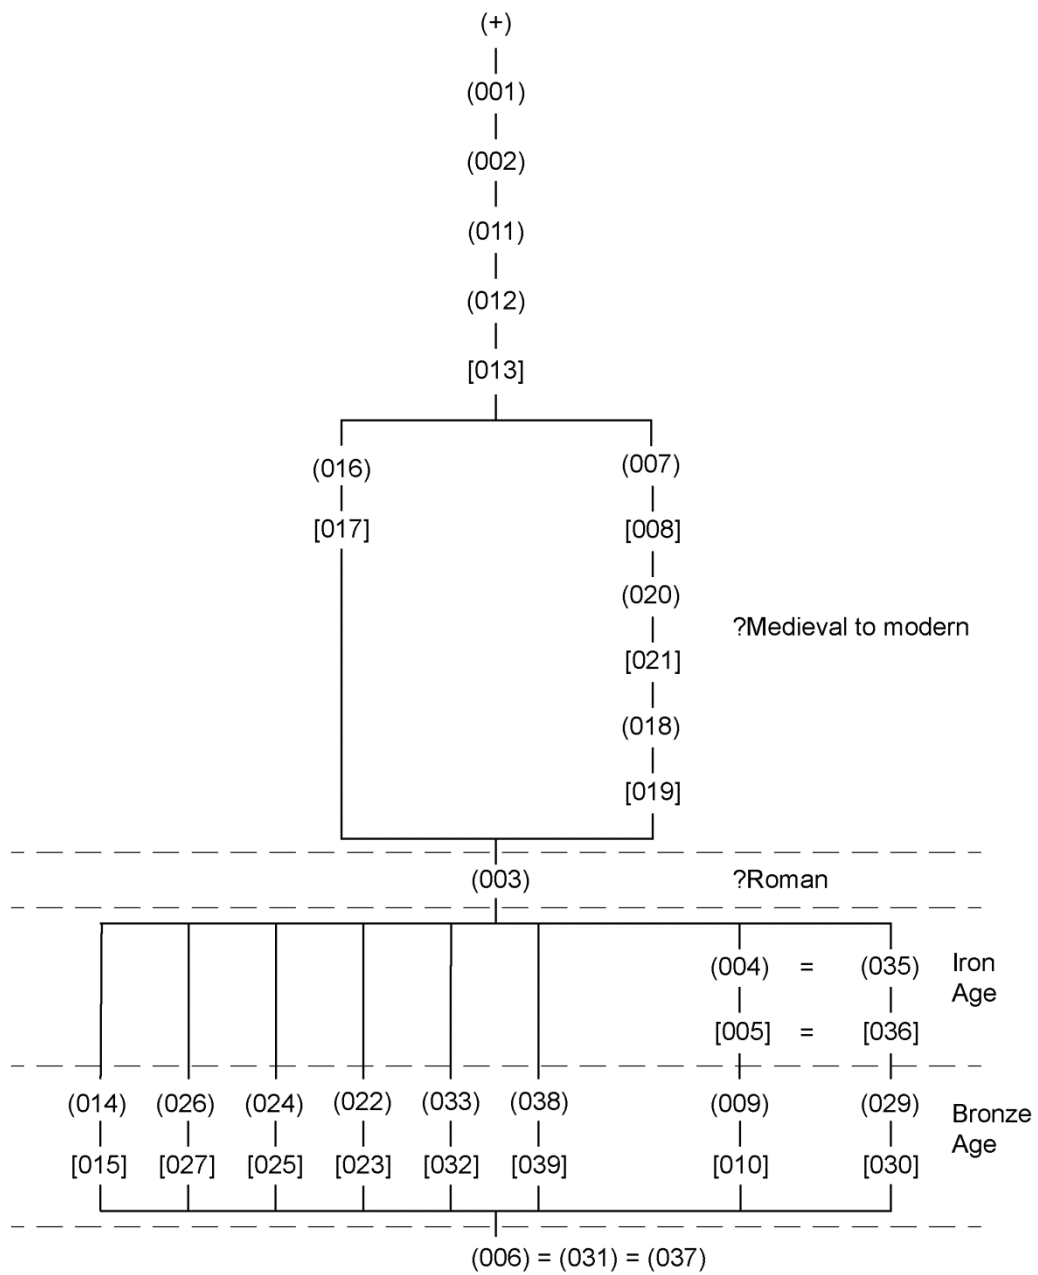 (+)
(001)
(002)
(011)
(012)
[013]
(016) (007)
[017] [008]
(020)
?Medieval to modern
[021]
(018)
[019]
(003) ?Roman
(004) = (035) Iron
Age
[005] = [036]
(014) (026) (024) (022) (033) (038) (009) (029) Bronze
Age
[015] [027] [025] [023] [032] [039] [010] [030]
(006) = (031) = (037)